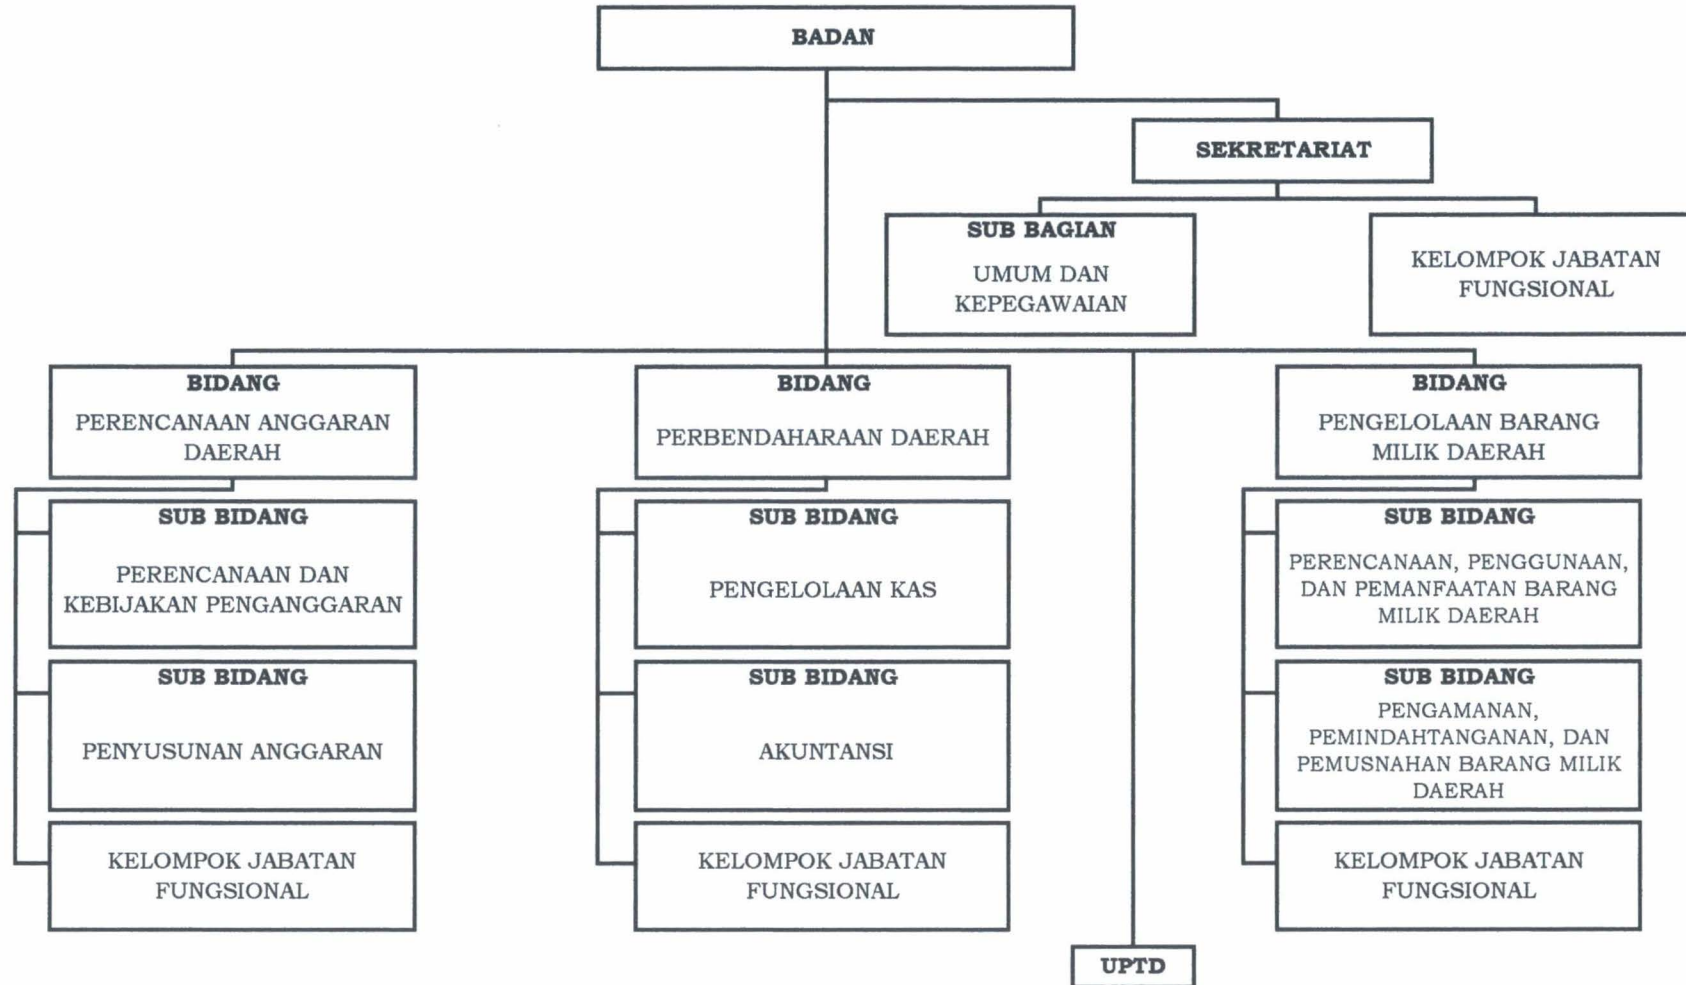 BADAN
SEKRETARIAT
SUB BAGIAN
UMUM DAN
KEPEGAWAIAN
KELOMPOK JABATAN
FUNGSIONAL
BIDANG
PERENCANAAN ANGGARAN
DAERAH
SUB BIDANG
PERENCANAAN DAN
KEBIJAKAN PENGANGGARAN
SUB BIDANG
PENYUSUNAN ANGGARAN
KELOMPOK JABATAN
FUNGSIONAL
BIDANG
PERBENDAHARAAN DAERAH
SUB BIDANG
PENGELOLAAN KAS
SUB BIDANG
AKUNTANSI
KELOMPOK JABATAN
FUNGSIONAL
BIDANG
PENGELOLAAN BARANG
MILIK DAERAH
SUB BIDANG
PERENCANAAN, PENGGUNAAN,
DAN PEMANFAATAN BARANG
MILIK DAERAH
SUB BIDANG
PENGAMANAN,
PEMINDAHTANGANAN, DAN
PEMUSNAHAN BARANG MILIK
DAERAH
KELOMPOK JABATAN
FUNGSIONAL
UPTD